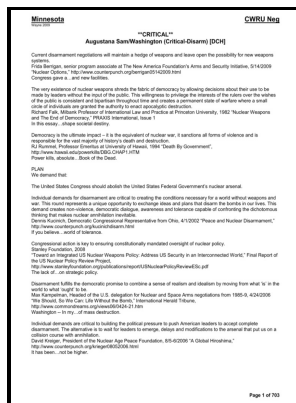 Minnesota
CWRU Neg
Wayne 2009
**CRITICAL**
Augustana Sam/Washington (Critical-Disarm) [DCH]
Current disarmament negotiations will maintain a hedge of weapons and leave open the possibility for new weapons
systems.
Frida Berrigan, senior program associate at The New America Foundation's Arms and Security Initiative, 5/14/2009
"Nuclear Options," http://www.counterpunch.org/berrigan05142009.html
Congress gave a…and new facilities.
The very existence of nuclear weapons shreds the fabric of democracy by allowing decisions about their use to be
made by leaders without the input of the public. This willingness to privilege the interests of the rulers over the wishes
of the public is consistent and bipartisan throughout time and creates a permanent state of warfare where a small
circle of individuals are granted the authority to enact apocalyptic destruction.
Richard Falk, Milbank Professor of International Law and Practice at Princeton University, 1982 "Nuclear Weapons
and The End of Democracy," PRAXIS International, Issue 1
In this essay…shape societal destiny.
Democracy is the ultimate impact – it is the equivalent of nuclear war; it sanctions all forms of violence and is
responsible for the vast majority of history's death and destruction.
RJ Rummel, Professor Emeritus at University of Hawaii, 1994 "Death By Government",
http://www.hawaii.edu/powerkills/DBG.CHAP1.HTM
Power kills, absolute…Book of the Dead.
PLAN
We demand that:
The United States Congress should abolish the United States Federal Government's nuclear arsenal.
Individual demands for disarmament are critical to creating the conditions necessary for a world without weapons and
war. This round represents a unique opportunity to exchange ideas and plans that disarm the bombs in our lives. This
demand creates non-violence, democratic dialogue, awareness and tolerance capable of confronting the dichotomous
thinking that makes nuclear annihilation inevitable.
Dennis Kucinich, Democratic Congressional Representative from Ohio, 4/1/2002 "Peace and Nuclear Disarmament,"
http://www.counterpunch.org/kucinichdisarm.html
If you believe…world of tolerance.
Congressional action is key to ensuring constitutionally mandated oversight of nuclear policy.
Stanley Foundation, 2008
"Toward an Integrated US Nuclear Weapons Policy: Address US Security in an Interconnected World," Final Report of
the US Nuclear Policy Review Project,
http://www.stanleyfoundation.org/publications/report/USNuclearPolicyReviewESc.pdf
The lack of…on strategic policy.
Disarmament fulfills the democratic promise to combine a sense of realism and idealism by moving from what 'is' in the
world to what 'ought' to be.
Max Kampelman, Headed of the U.S. delegation for Nuclear and Space Arms negotiations from 1985-9, 4/24/2006
"We Should, So We Can: Life Without the Bomb," International Herald Tribune,
http://www.commondreams.org/views06/0424-21.htm
Washington -- In my…of mass destruction.
Individual demands are critical to building the political pressure to push American leaders to accept complete
disarmament. The alternative is to wait for leaders to emerge, delays and modifications to the arsenal that put us on a
collision course with annihilation.
David Krieger, President of the Nuclear Age Peace Foundation, 8/5-6/2008 "A Global Hiroshima,"
http://www.counterpunch.org/krieger08052008.html
It has been…not be higher.
Page 1 of 703